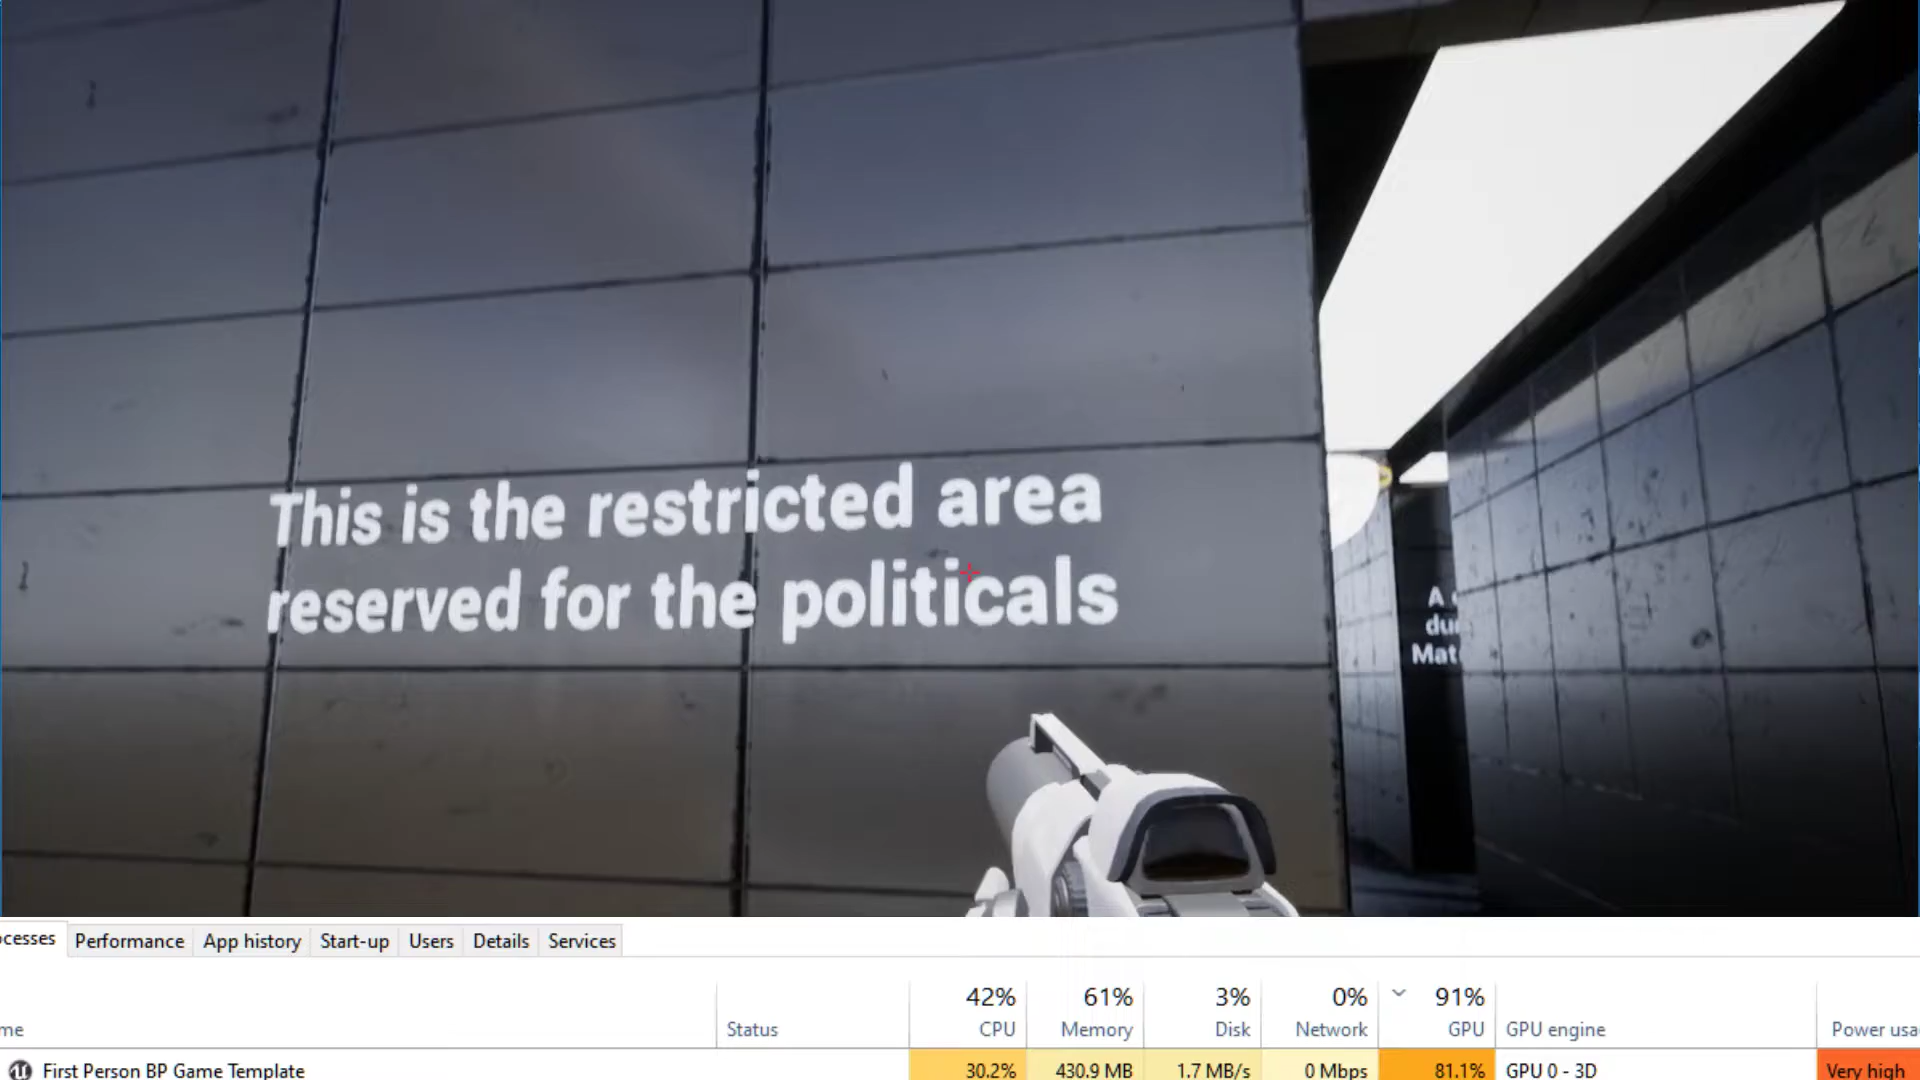 This is the restricted area
reserved for the politicals
A
Performance App history Start-up Users Details Services
42% 61% 3% 0% 91%
Status CPU Memory Disk Network GPU GPU engine
First Person BP Game Template 30.2% 430.9 MB 1.7 MB/s 0 Mbps 81.1% GPU 0 - 3D Very high